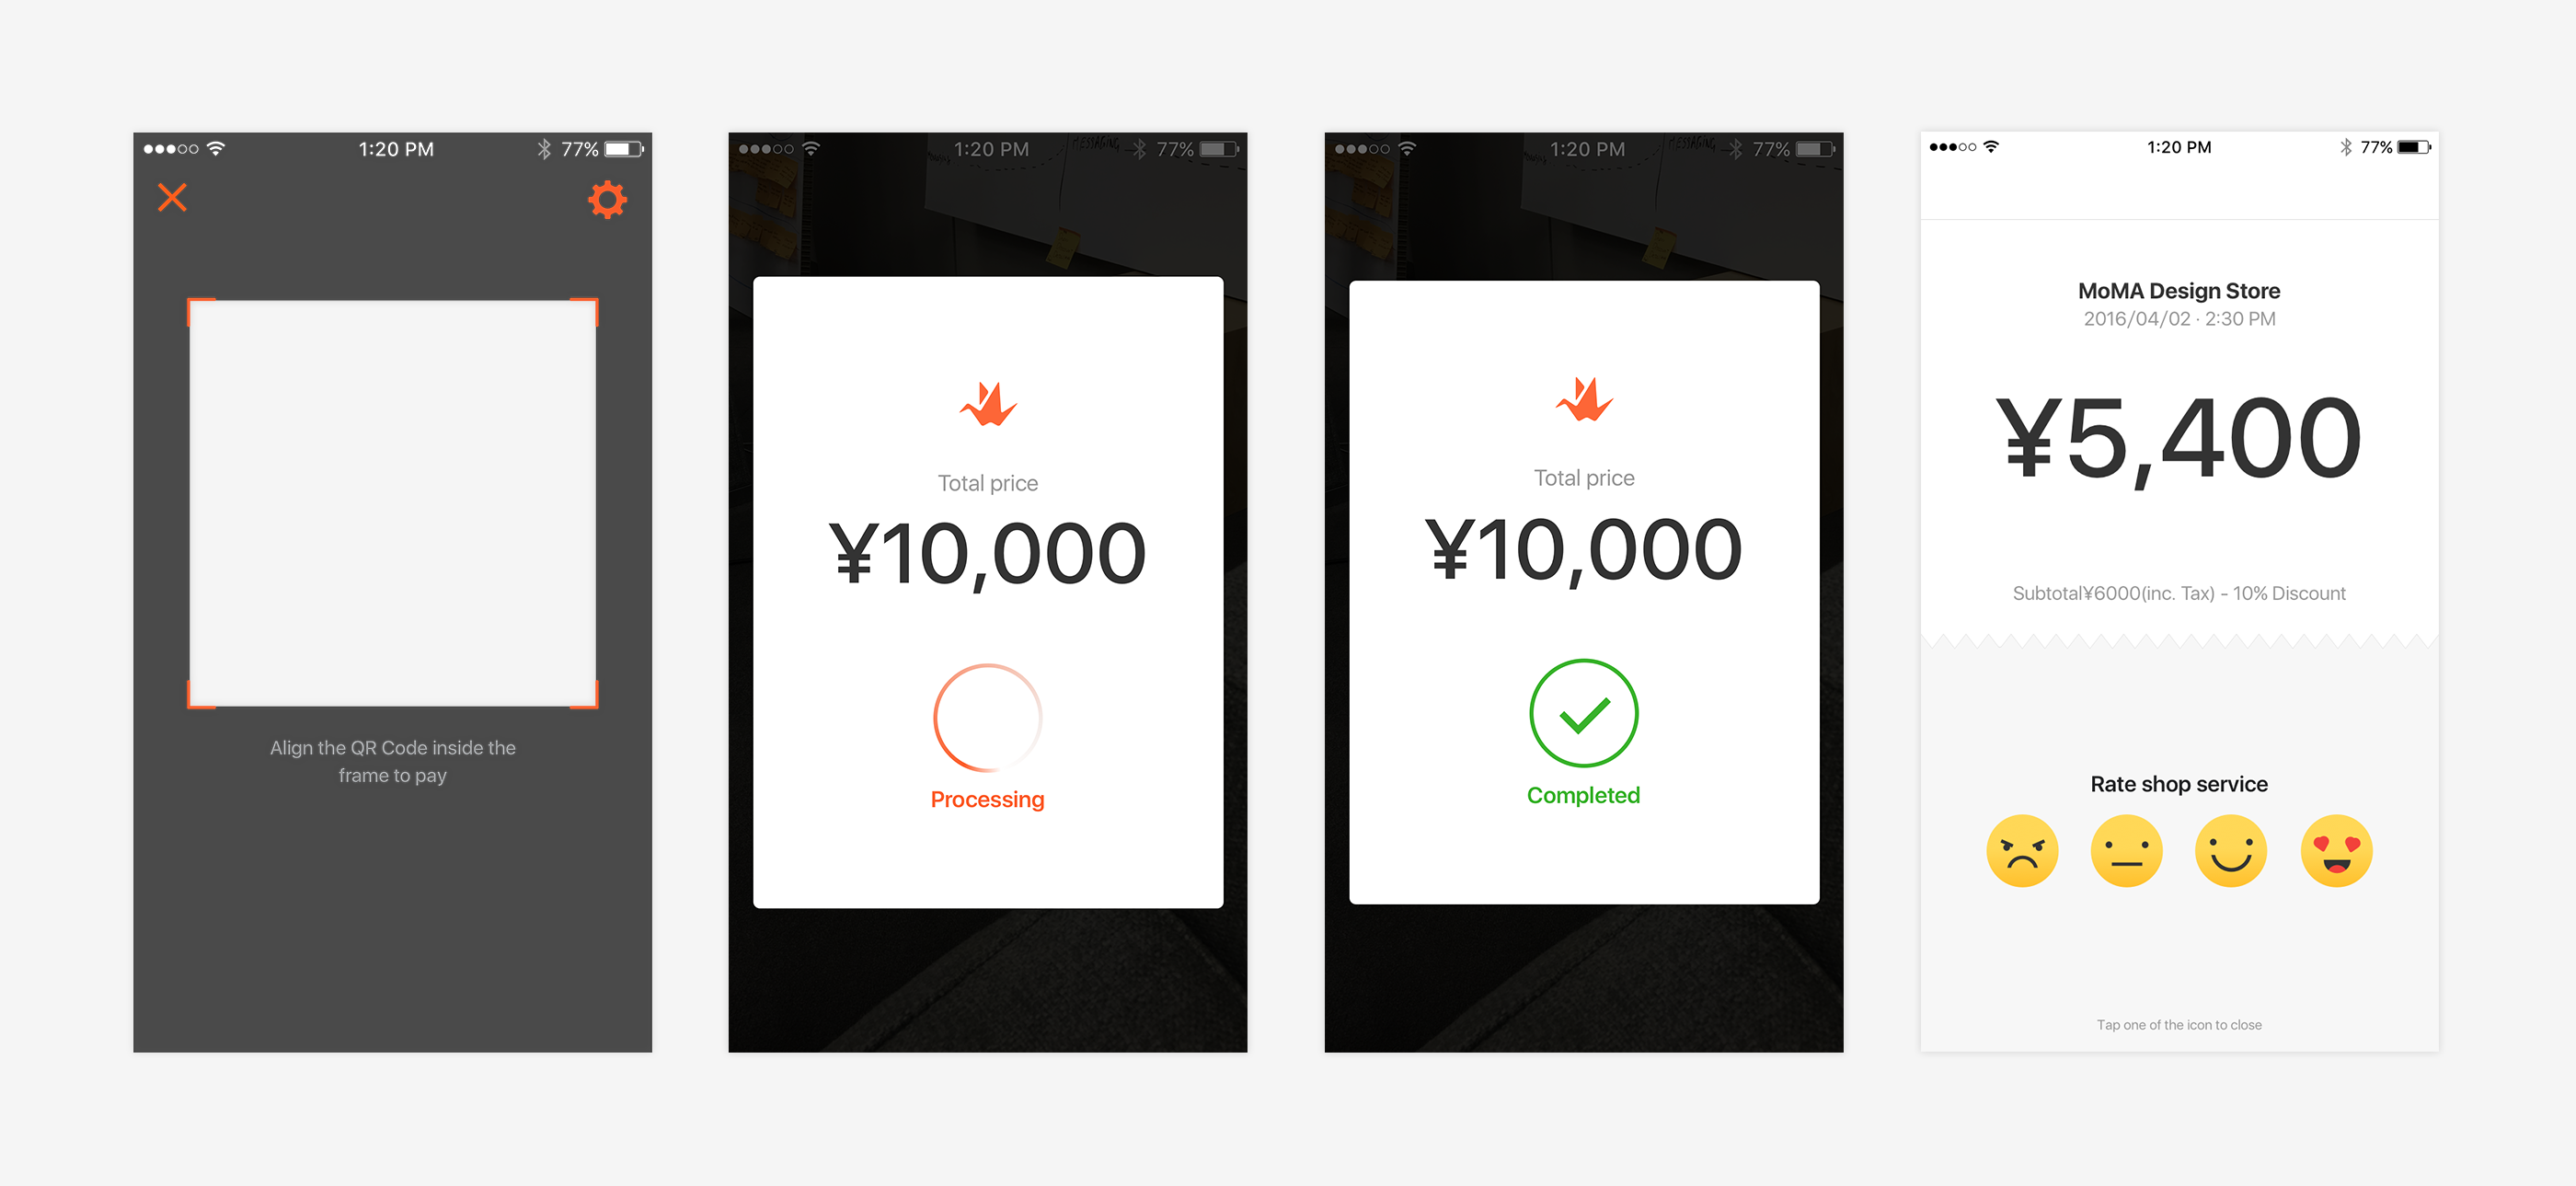 1:20 PM
77%
Align the QR Code inside the
frame to pay
1:20 PM
MESSAGING
77%
Total price
¥10,000
Processing
1:20 PM
MESSAGING
77%
Total price
¥10,000
Completed
1:20 PM
77%
MoMA Design Store
2016/04/02 · 2:30 PM
¥5,400
Subtotal¥6000(inc. Tax) - 10% Discount
Rate shop service
Tap one of the icon to close